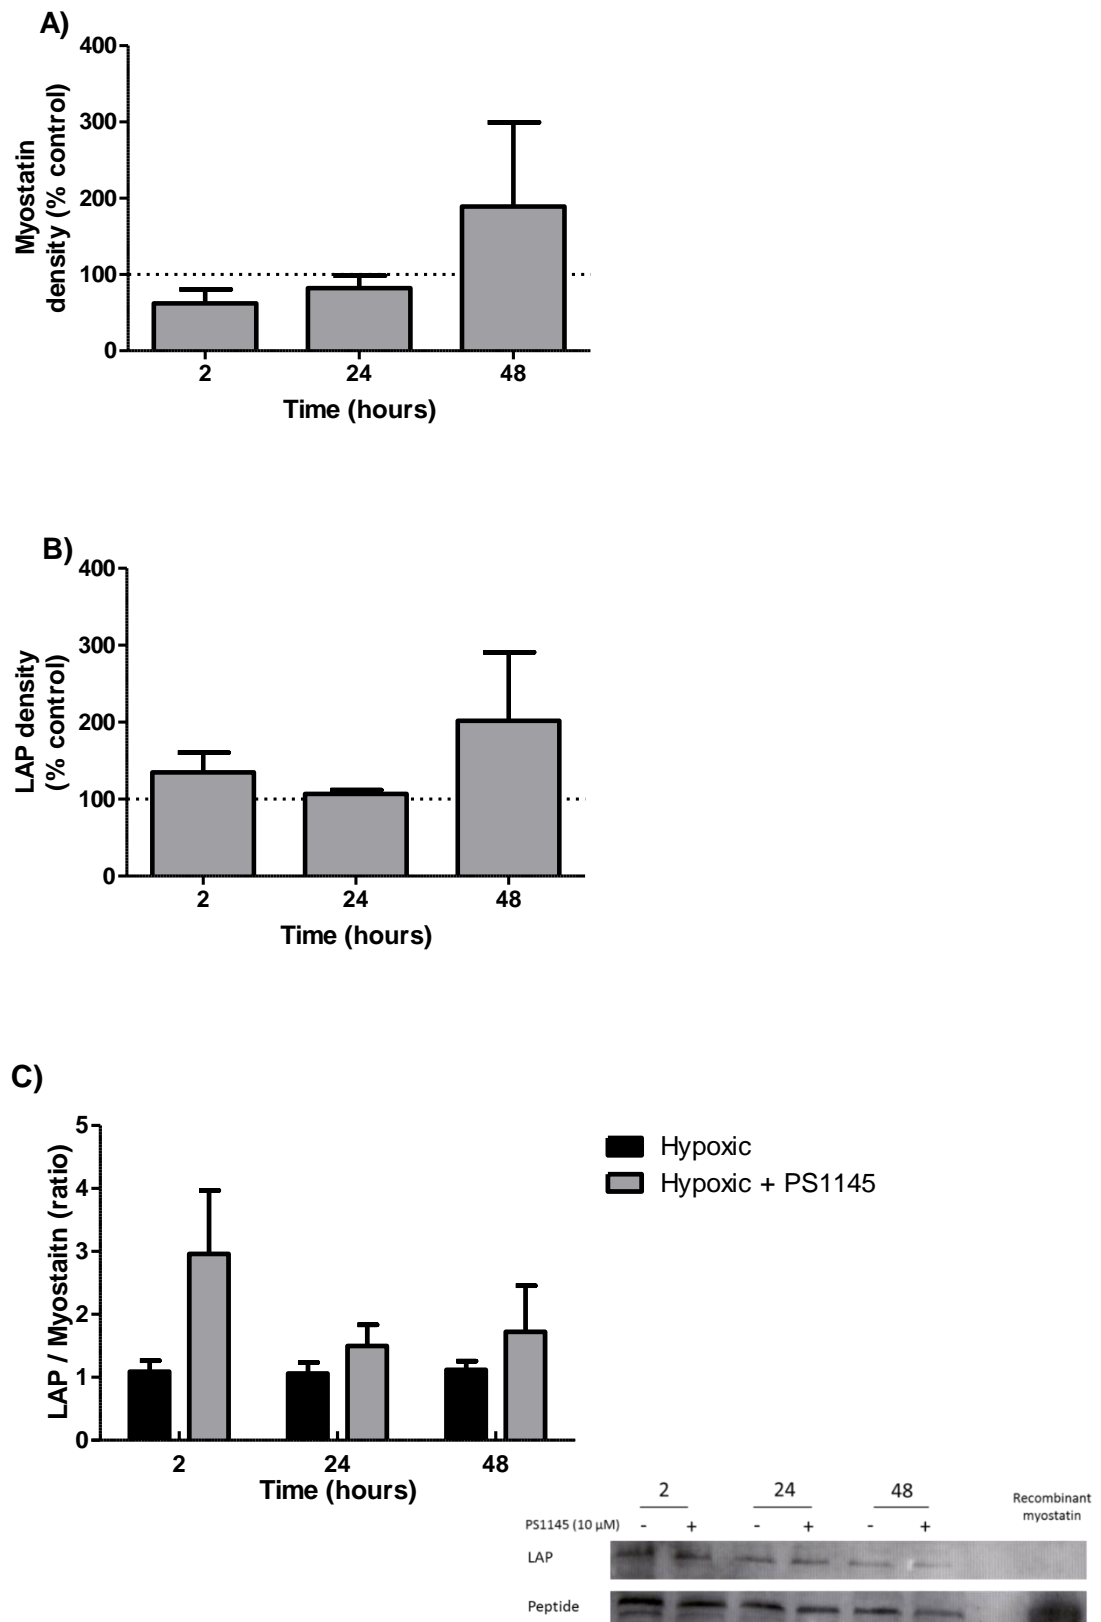 A)
400
300
200
100
0
Myostatin
density (% control)
2 24 48
Time (hours)
B)
400
300
200
100
0
LAP density
(% control)
2 24 48
Time (hours)
C)
5
4
3
2
1
0
LAP / Myostaitn (ratio)
2 24 48
Time (hours)
Hypoxic
Hypoxic + PS1145
2 24 48
Recombinant
myostatin
PS1145 (10 µM) - + - + - +
LAP
Peptide